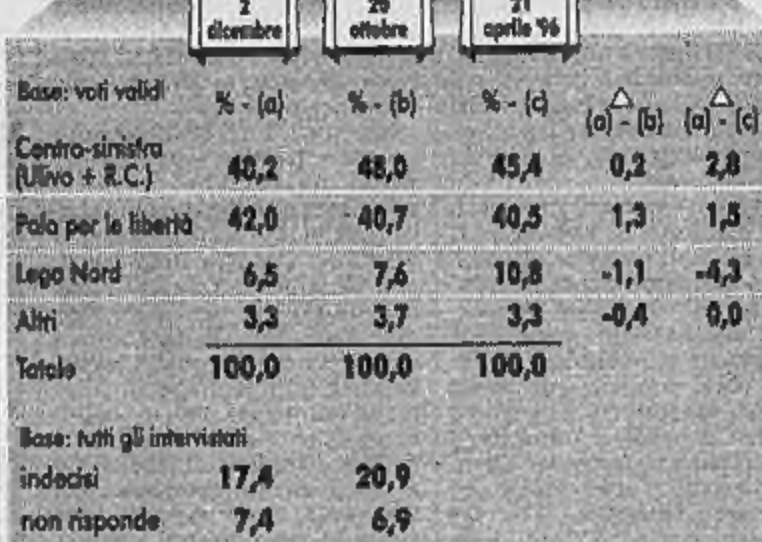 2 20 21
dicembre ottobre aprile '96
Base: voti validi % - (a) % - (b) % - (c) (a) - (b) (a) - (c)
Centro-sinistra
(Ulivo + R.C.) 48,2 48,0 45,4 0,2 2,8
Polo per le libertà 42,0 40,7 40,5 1,3 1,5
Lega Nord 6,5 7,6 10,8 -1,1 -4,3
Altri 3,3 3,7 3,3 -0,4 0,0
Totale 100,0 100,0 100,0
Base: tutti gli intervistati
indecisi 17,4 20,9
non risponde 7,4 6,9